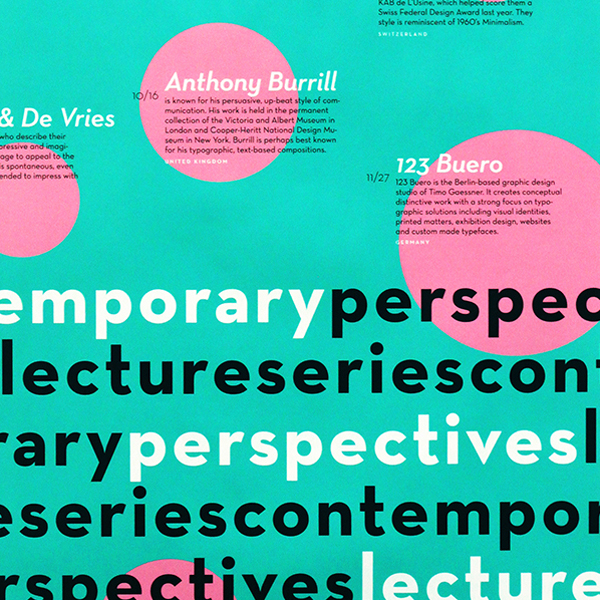 KAB de L'Usine, which helped score them a
Swiss Federal Design Award last year. They
style is reminiscent of 1960's Minimalism.
SWITZERLAND
10/16
Anthony Burrill
is known for his persuasive, up-beat style of com-
munication. His work is held in the permanent
collection of the Victoria and Albert Museum in
London and Cooper-Heritt National Design Mu-
seum in New York. Burrill is perhaps best known
for his typographic, text-based compositions.
UNITED KINGDOM
& De Vries
who describe their
pressive and imagi-
age to appeal to the
is spontaneous, even
ended to impress with
11/27
123 Buero
123 Buero is the Berlin-based graphic design
studio of Timo Gaessner. It creates conceptual
distinctive work with a strong focus on typo-
graphic solutions including visual identities,
printed matters, exhibition design, websites
and custom made typefaces.
GERMANY
emporaryperspec
lectureseriescont
raryperspectivesl
eseriescontempor
rspectiveslecture